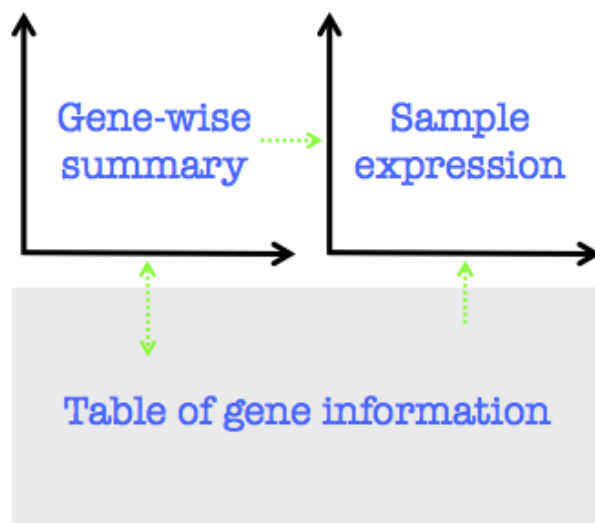 Gene-wise
summary
Sample
expression
Table of gene information